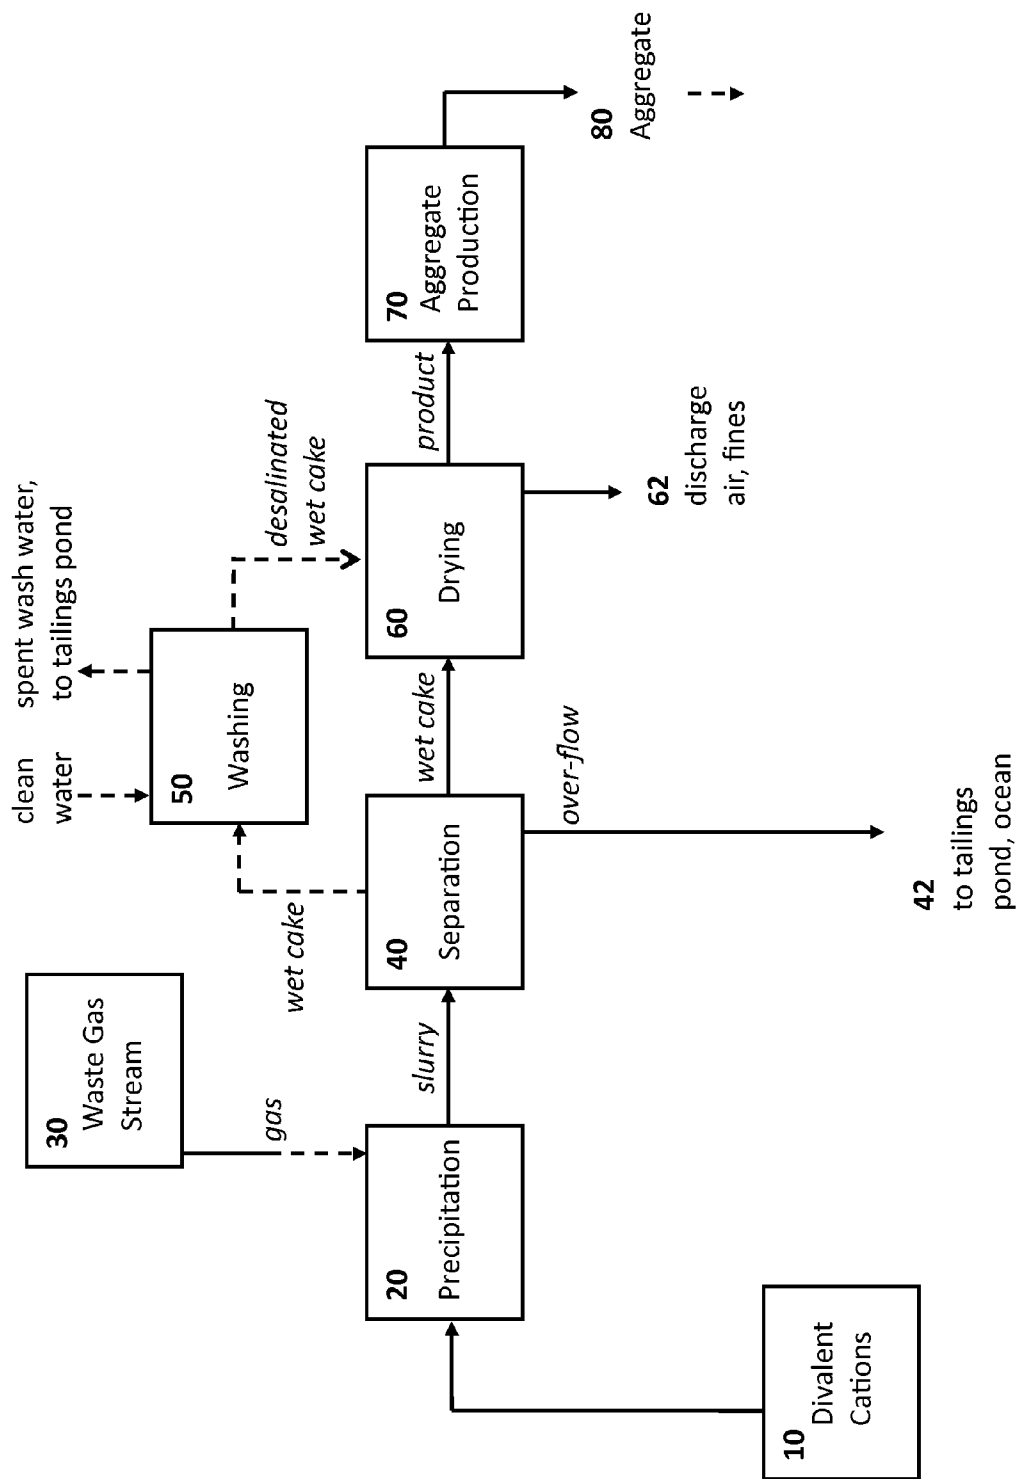 clean
water
spent wash water,
to tailings pond
30
Waste Gas
Stream
50
Washing
gas
wet cake
desalinated
wet cake
20
Precipitation
slurry
40
Separation
wet cake
60
Drying
product
70
Aggregate
Production
over-flow
62
discharge
air, fines
80
Aggregate
10
Divalent
Cations
42
to tailings
pond, ocean